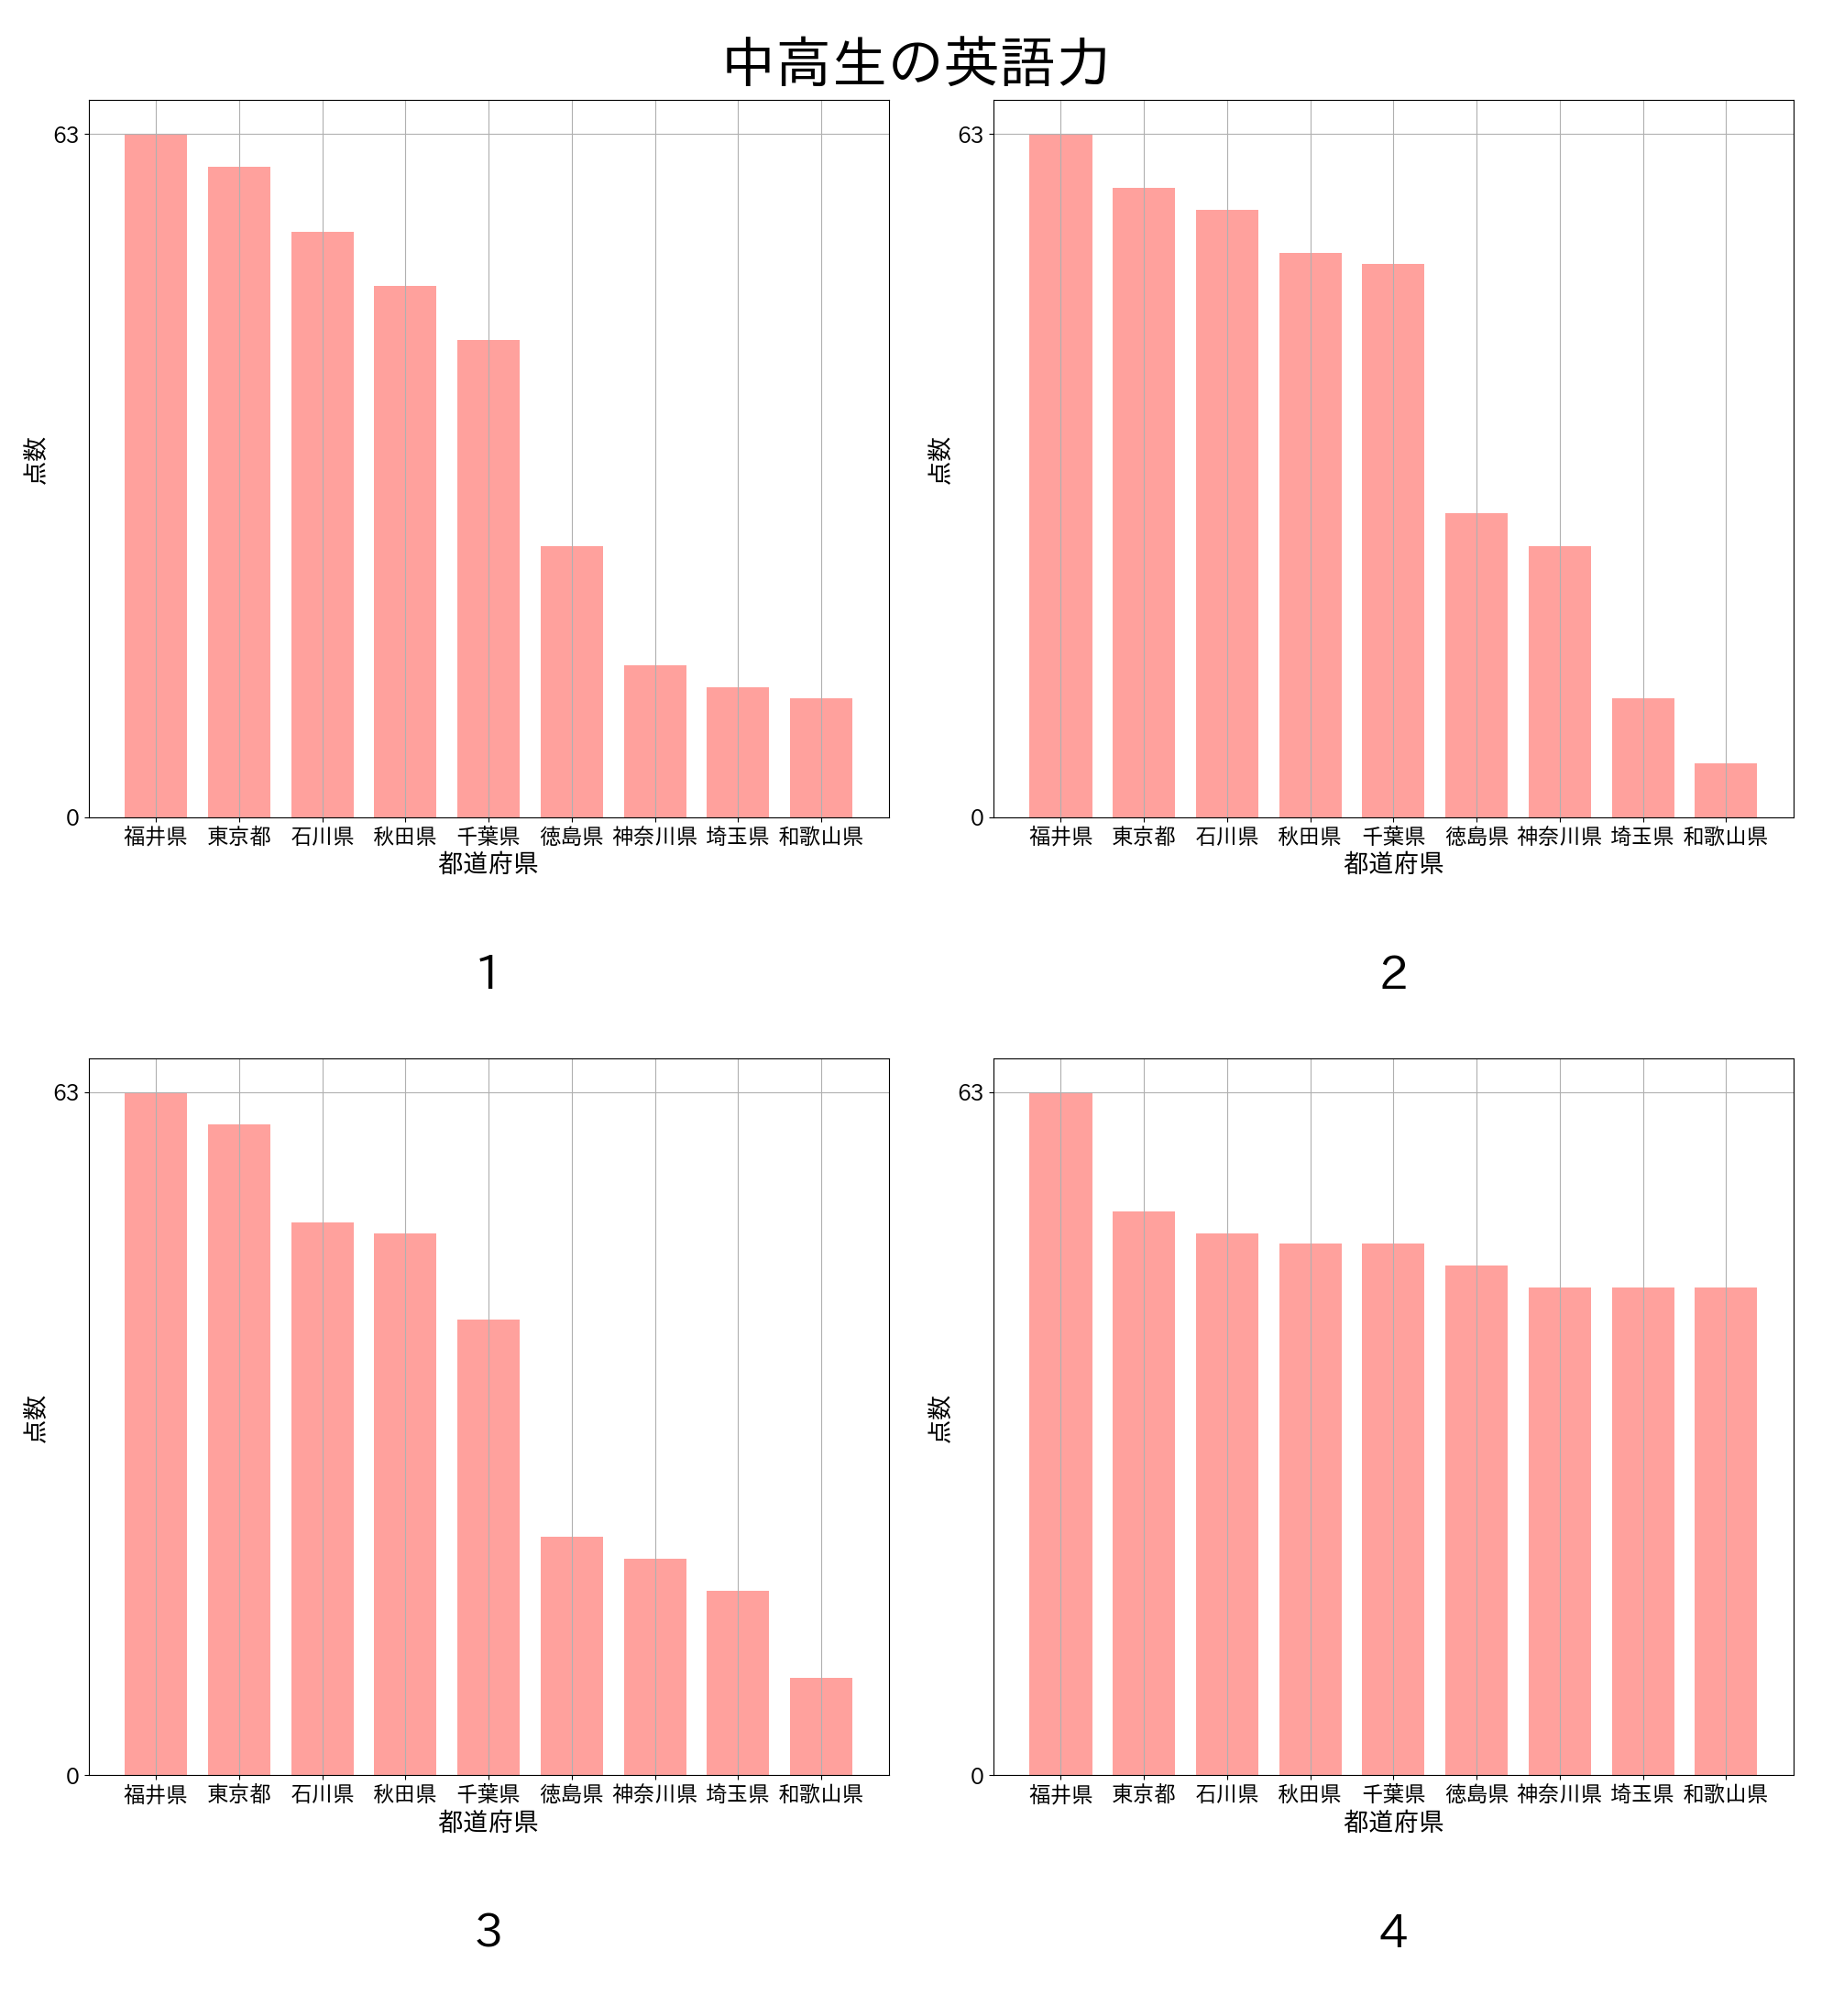 中高生の英語力
63
0
点数
福井県 東京都 石川県 秋田県 千葉県 徳島県 神奈川県 埼玉県 和歌山県
都道府県
1
63
0
点数
福井県 東京都 石川県 秋田県 千葉県 徳島県 神奈川県 埼玉県 和歌山県
都道府県
2
63
0
点数
福井県 東京都 石川県 秋田県 千葉県 徳島県 神奈川県 埼玉県 和歌山県
都道府県
3
63
0
点数
福井県 東京都 石川県 秋田県 千葉県 徳島県 神奈川県 埼玉県 和歌山県
都道府県
4